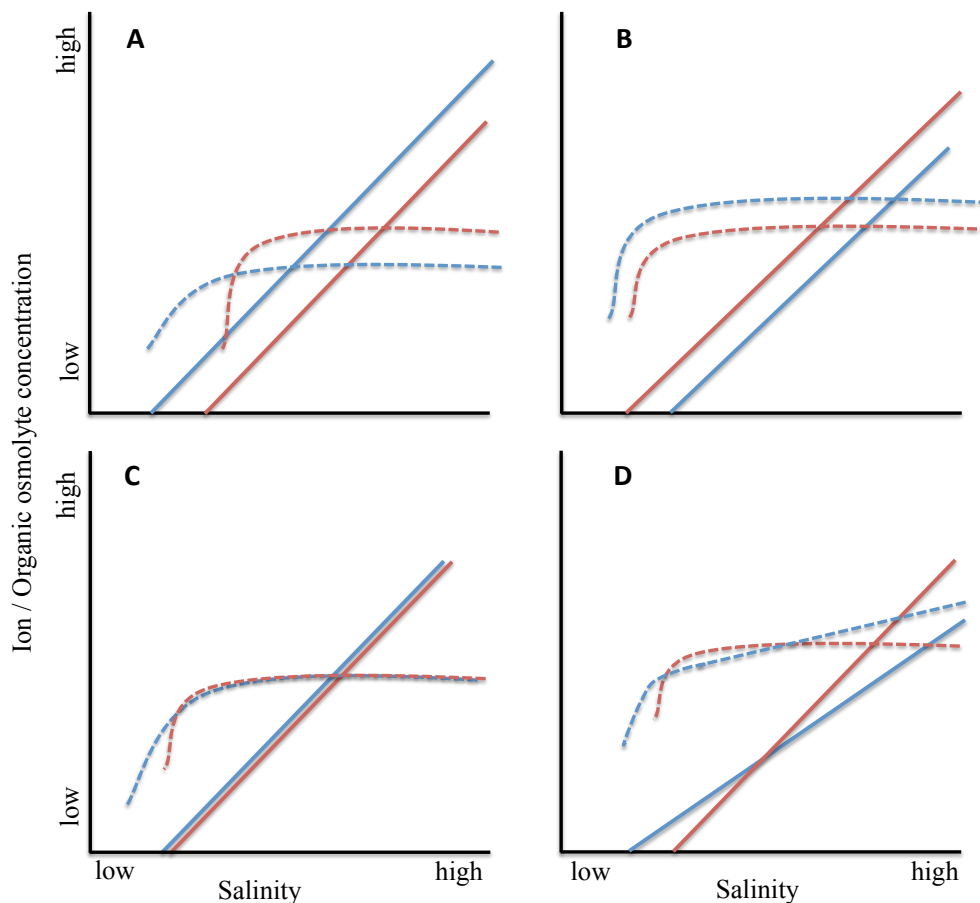 A
B
high
low
C
D
high
low
Ion / Organic osmolyte concentration
low
high
low
high
Salinity
Salinity